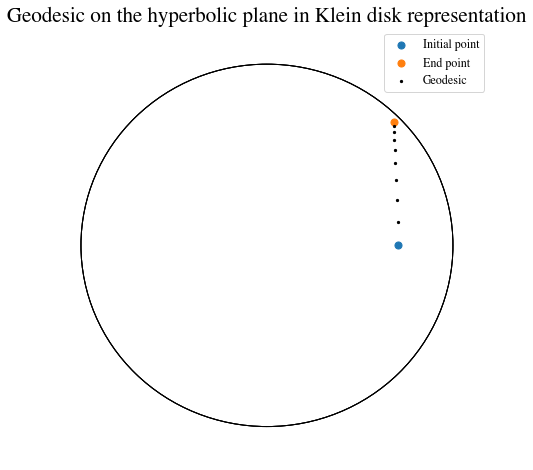 Geodesic on the hyperbolic plane in Klein disk representation
Initial point
End point
Geodesic